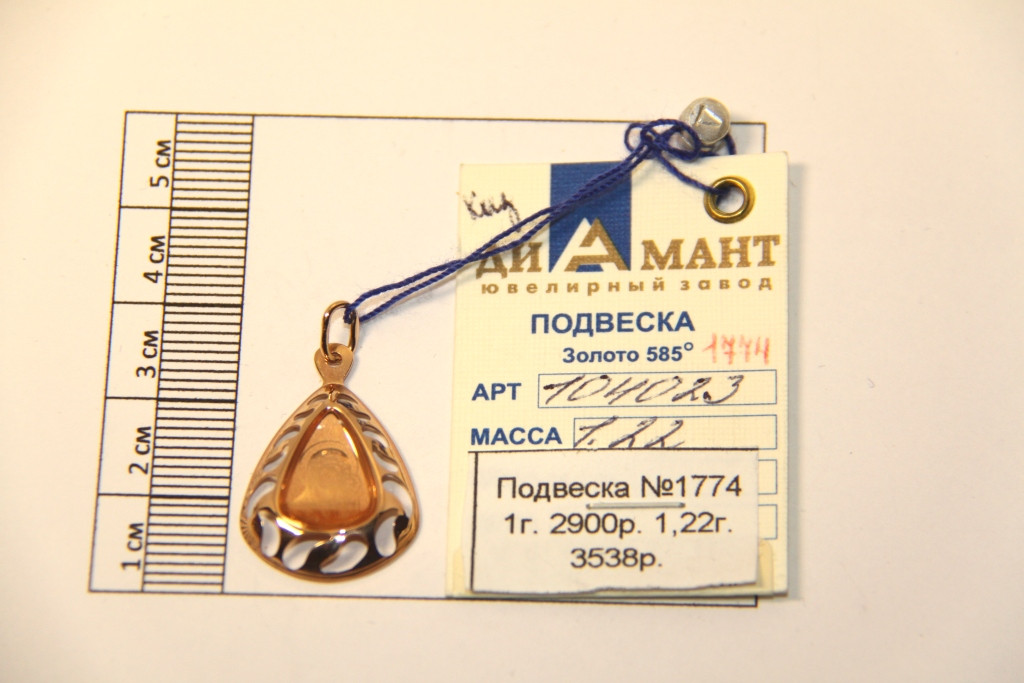 5 см
4 см
3 см
2 см
1 см
ДИАМАНТ
ювелирный завод
ПОДВЕСКА
Золото 585° 1774
АРТ 104023
МАССА 1.22
Подвеска №1774
1г. 2900р. 1,22г.
3538р.